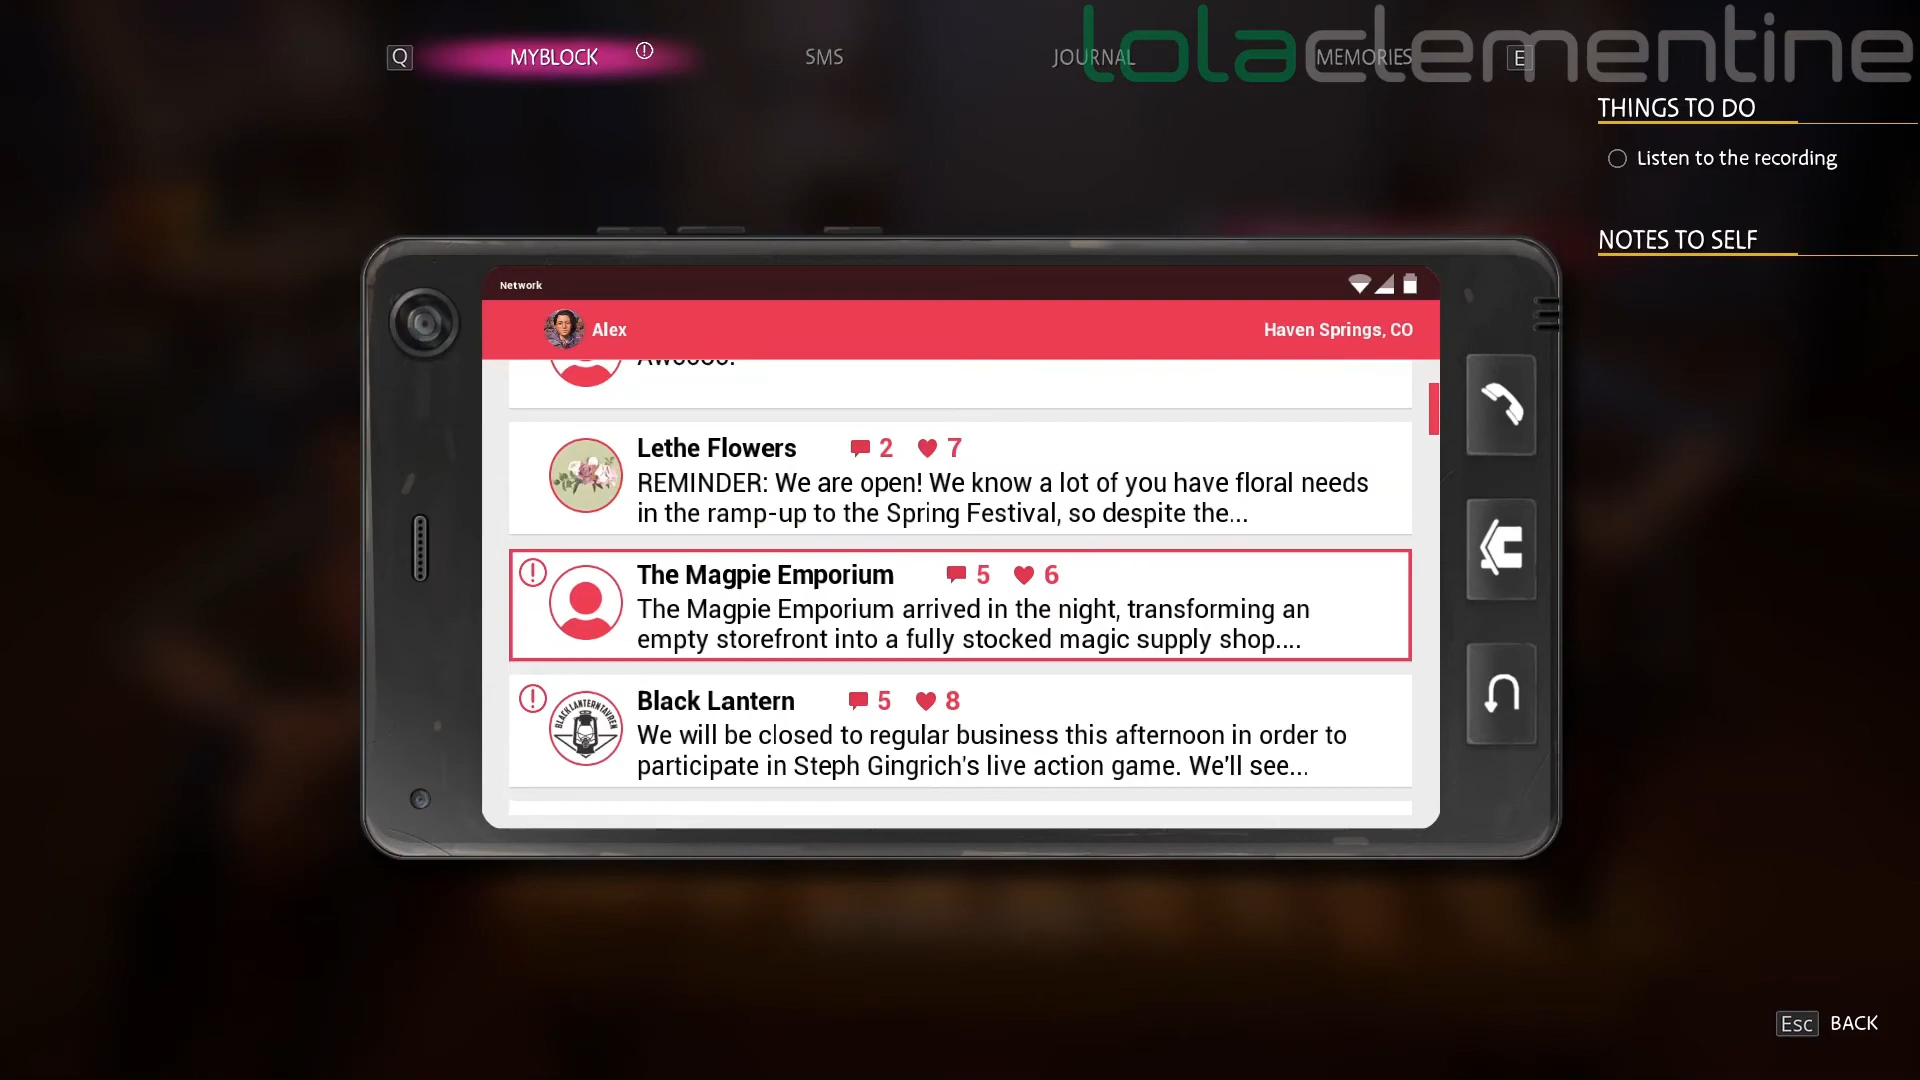 lolaclementine
Q MYBLOCK SMS JOURNAL MEMORIES E
THINGS TO DO
Listen to the recording
NOTES TO SELF
Network
Alex
Haven Springs, CO
Lethe Flowers 2 7
REMINDER: We are open! We know a lot of you have floral needs
in the ramp-up to the Spring Festival, so despite the...
The Magpie Emporium 5 6
The Magpie Emporium arrived in the night, transforming an
empty storefront into a fully stocked magic supply shop....
BLACK LANTERN TAVREN
Black Lantern 5 8
We will be closed to regular business this afternoon in order to
participate in Steph Gingrich's live action game. We'll see...
Esc BACK